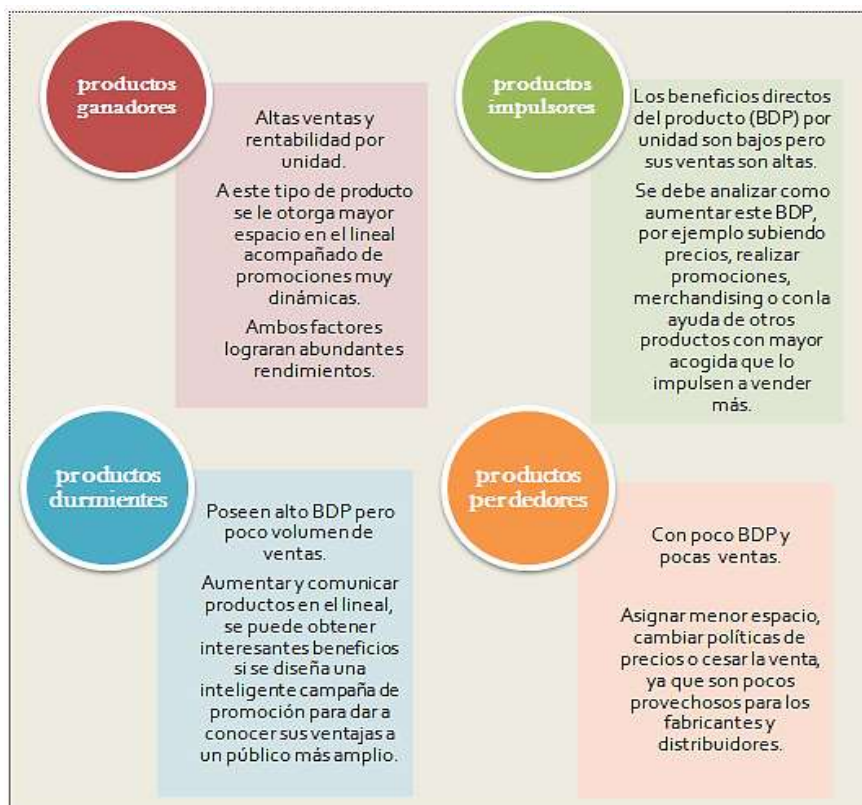 productos
ganadores
Altas ventas y
rentabilidad por
unidad.
A este tipo de producto
se le otorga mayor
espacio en el lineal
acompañado de
promociones muy
dinámicas.
Ambos factores
lograran abundantes
rendimientos.
productos
impulsores
Los beneficios directos
del producto (BDP) por
unidad son bajos pero
sus ventas son altas.
Se debe analizar como
aumentar este BDP,
por ejemplo subiendo
precios, realizar
promociones,
merchandising o con la
ayuda de otros
productos con mayor
acogida que lo
impulsen a vender
más.
productos
durmientes
Poseen alto BDP pero
poco volumen de
ventas.
Aumentar y comunicar
productos en el lineal,
se puede obtener
interesantes beneficios
si se diseña una
inteligente campaña de
promoción para dar a
conocer sus ventajas a
un público más amplio.
productos
perdedores
Con poco BDP y
pocas ventas.
Asignar menor espacio,
cambiar políticas de
precios o cesar la venta,
ya que son pocos
provechosos para los
fabricantes y
distribuidores.